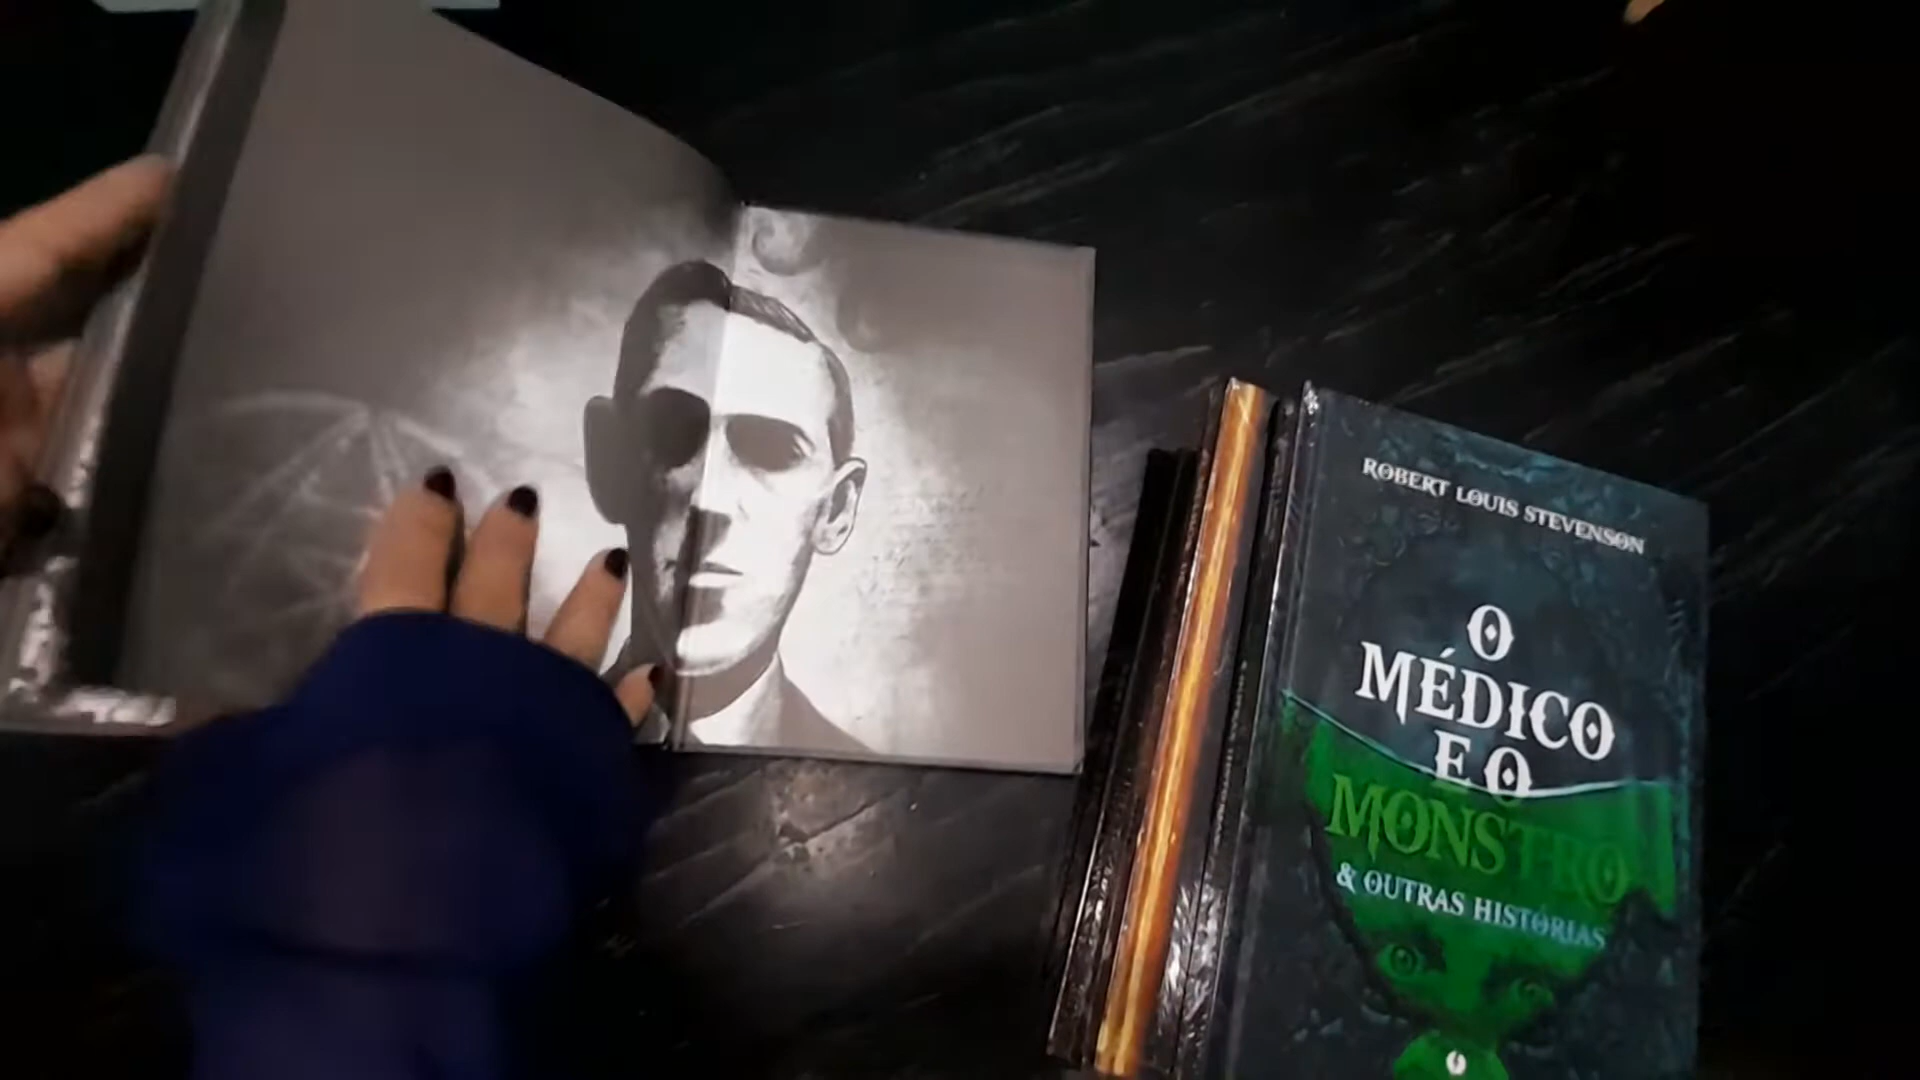 ROBERT LOUIS STEVENSON
O
MÉDICO
E O
MONSTRO
& OUTRAS HISTÓRIAS